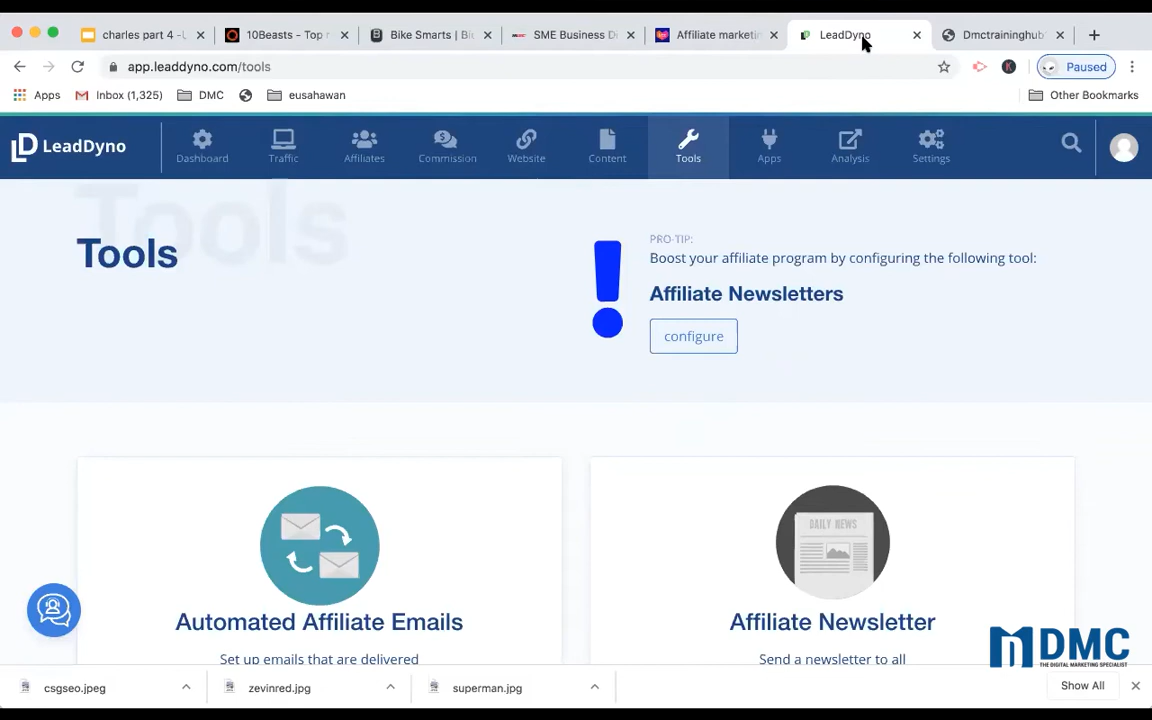 charles part 4 -
10Beasts - Top
Bike Smarts |
SME Business
Affiliate marketi
LeadDyno
Dmctraininghub
app.leaddyno.com/tools
Paused
Apps
Inbox (1,325)
DMC
eusahawan
Other Bookmarks
LeadDyno
Dashboard
Traffic
Affiliates
Commission
Website
Content
Tools
Apps
Analysis
Settings
Tools
Tools
PRO-TIP:
Boost your affiliate program by configuring the following tool:
Affiliate Newsletters
configure
DAILY NEWS
Automated Affiliate Emails
Affiliate Newsletter
Set up emails that are delivered
Send a newsletter to all
DMC
THE DIGITAL MARKETING SPECIALIST
csgseo.jpeg
zevinred.jpg
superman.jpg
Show All